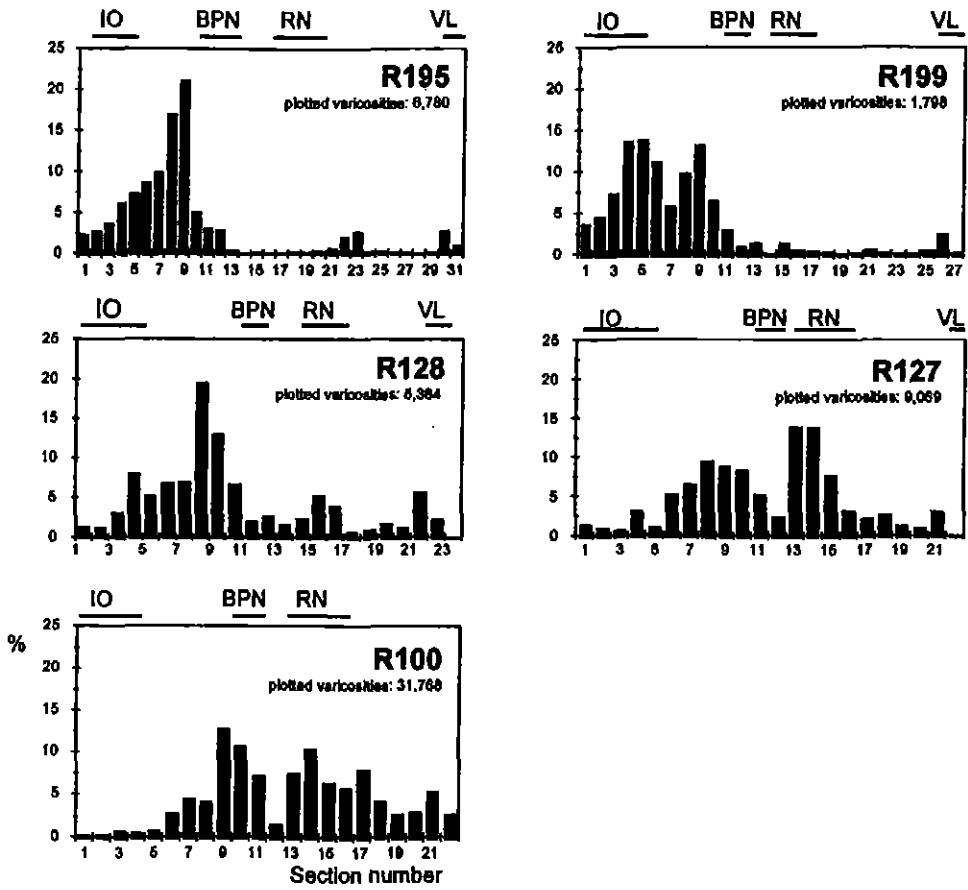 IO BPN RN VL
25
20
15
10
5
0
R195
plotted varicosities: 6,780
1 3 5 7 9 11 13 15 17 19 21 23 25 27 29 31
IO BPN RN VL
25
20
15
10
5
0
R199
plotted varicosities: 1,798
1 3 5 7 9 11 13 15 17 19 21 23 25 27
IO BPN RN VL
25
20
15
10
5
0
R128
plotted varicosities:
1 3 5 7 9 11 13 15 17 19 21 23
IO BPN RN VL
25
20
15
10
5
0
R127
plotted varicosities: 9,069
1 3 5 7 9 11 13 15 17 19 21
IO BPN RN
%
25
20
15
10
5
0
R100
plotted varicosities: 31,768
1 3 5 7 9 11 13 15 17 19 21
Section number